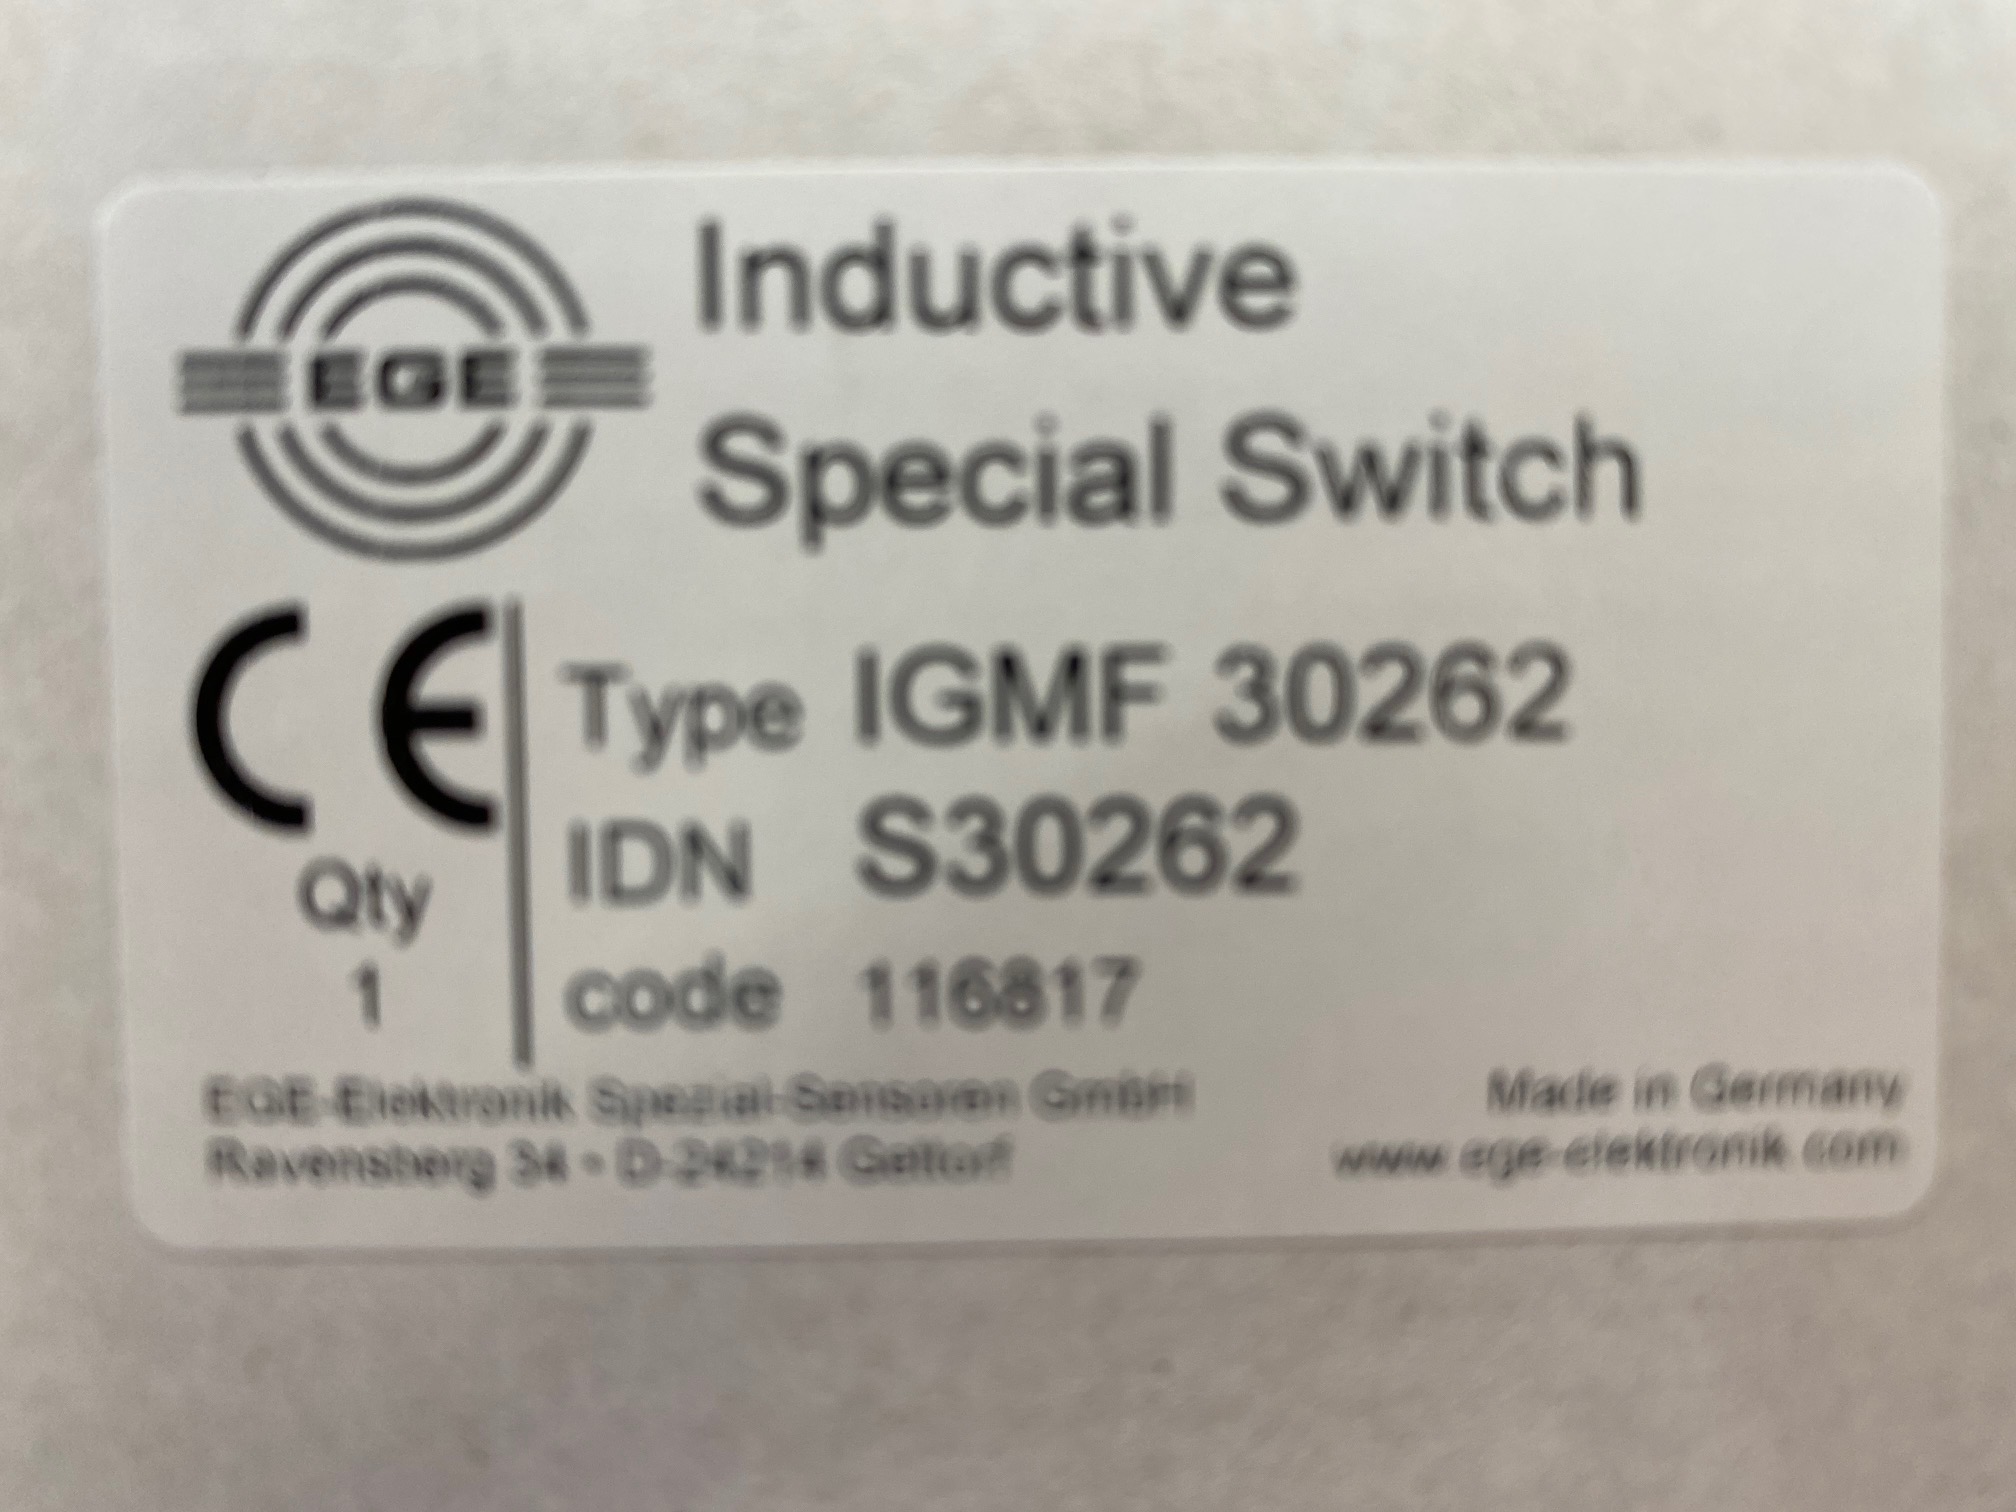 EGE
Inductive
Special Switch
CE
Type IGMF 30262
IDN S30262
Qty
1
code 116817
EGE-Elektronik Spezial-Sensoren GmbH
Ravensberg 34 • D-24214 Gettorf
Made in Germany
www.ege-elektronik.com